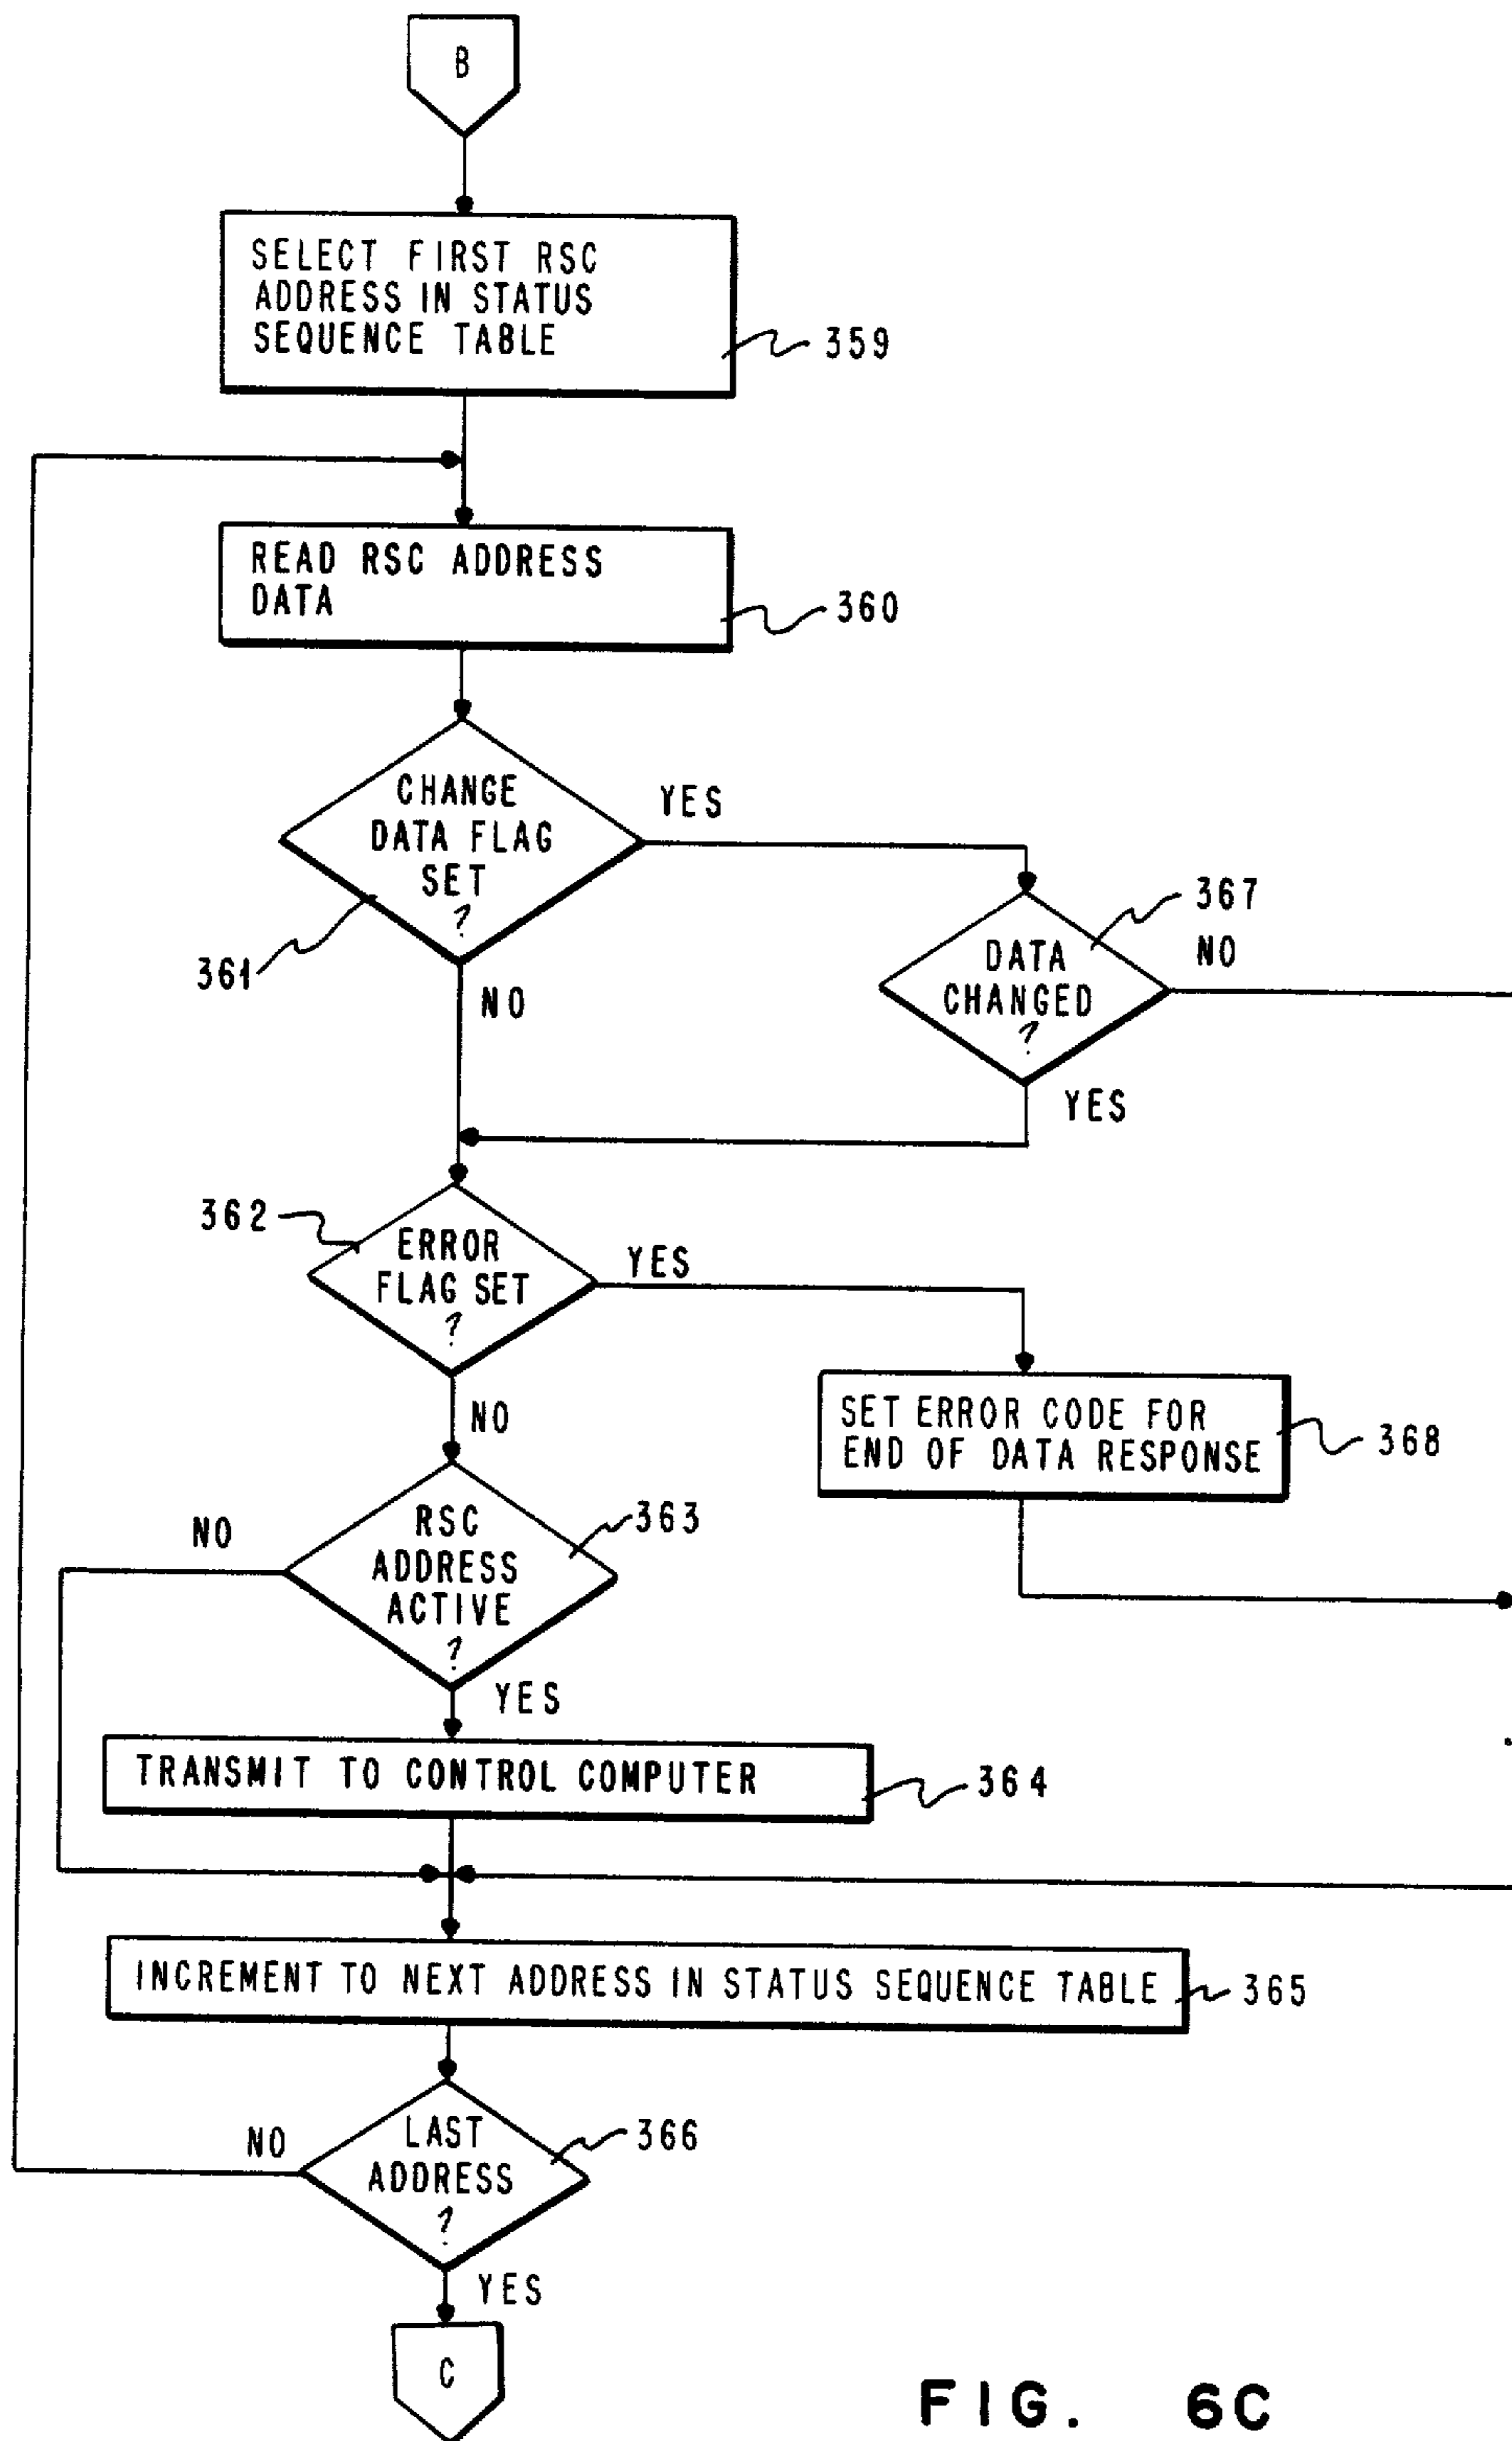 B
SELECT FIRST RSC
ADDRESS IN STATUS
SEQUENCE TABLE
359
READ RSC ADDRESS
DATA
360
CHANGE
DATA FLAG
SET
?
YES
361
NO
367
DATA
CHANGED
?
NO
YES
362
ERROR
FLAG SET
?
YES
NO
SET ERROR CODE FOR
END OF DATA RESPONSE
368
RSC
ADDRESS
ACTIVE
?
363
NO
YES
TRANSMIT TO CONTROL COMPUTER
364
INCREMENT TO NEXT ADDRESS IN STATUS SEQUENCE TABLE
365
LAST
ADDRESS
?
366
NO
YES
C
FIG. 6C